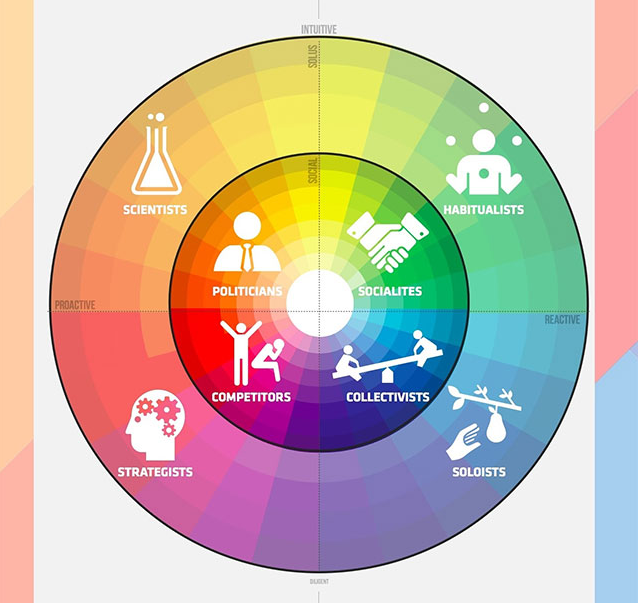 INTUITIVE
SOLUS
SOCIAL
SCIENTISTS
HABITUALISTS
POLITICIANS
SOCIALITES
PROACTIVE
REACTIVE
COMPETITORS
COLLECTIVISTS
STRATEGISTS
SOLOISTS
DILIGENT